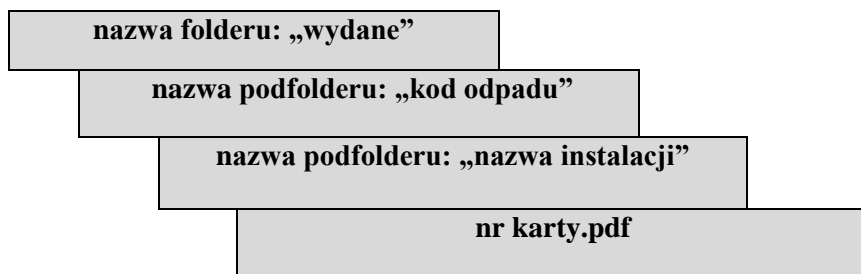 nazwa folderu: „wydane”
nazwa podfolderu: „kod odpadu”
nazwa podfolderu: „nazwa instalacji”
nr karty.pdf